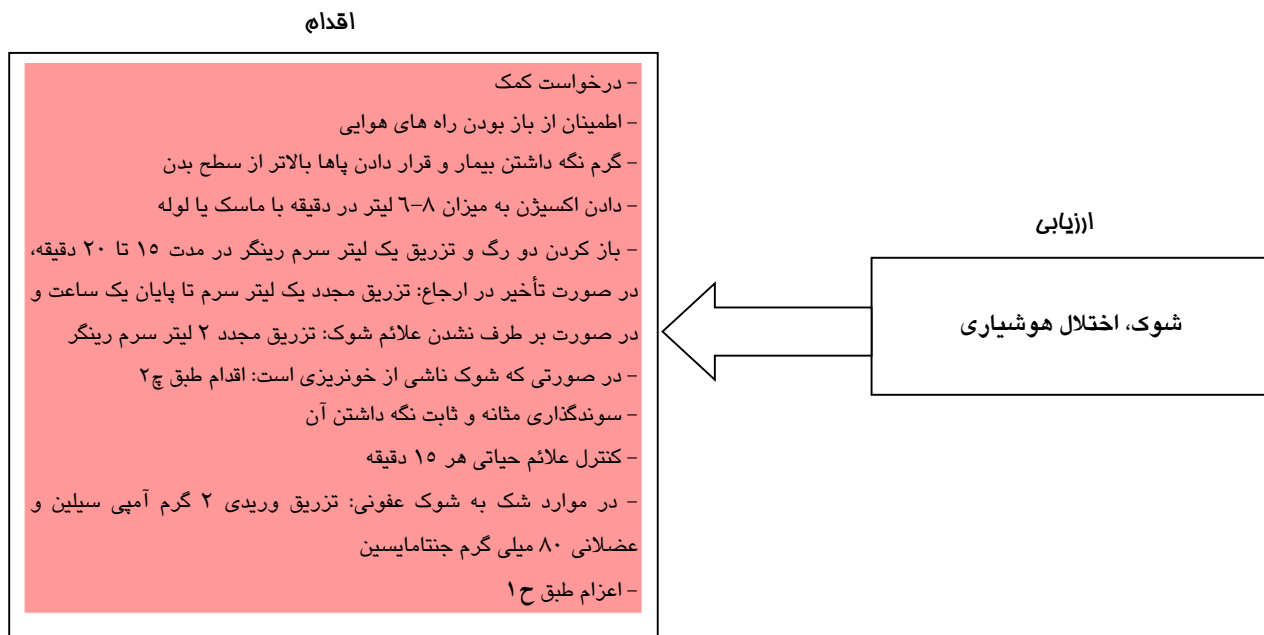 اقدام
- درخواست کمک
- اطمینان از باز بودن راه های هوایی
- گرم نگه داشتن بیمار و قرار دادن پاها بالاتر از سطح بدن
- دادن اکسیژن به میزان ۸-۶ لیتر در دقیقه با ماسک یا لوله
- باز کردن دو رگ و تزریق یک لیتر سرم رینگر در مدت ۱۵ تا ۲۰ دقیقه،
در صورت تأخیر در ارجاع: تزریق مجدد یک لیتر سرم تا پایان یک ساعت و
در صورت بر طرف نشدن علائم شوک: تزریق مجدد ۲ لیتر سرم رینگر
- در صورتی که شوک ناشی از خونریزی است: اقدام طبق چ۲
- سوندگذاری مثانه و ثابت نگه داشتن آن
- کنترل علائم حیاتی هر ۱۵ دقیقه
- در موارد شک به شوک عفونی: تزریق وریدی ۲ گرم آمپی سیلین و
عضلانی ۸۰ میلی گرم جنتامایسین
- اعزام طبق ح۱
ارزیابی
شوک، اختلال هوشیاری